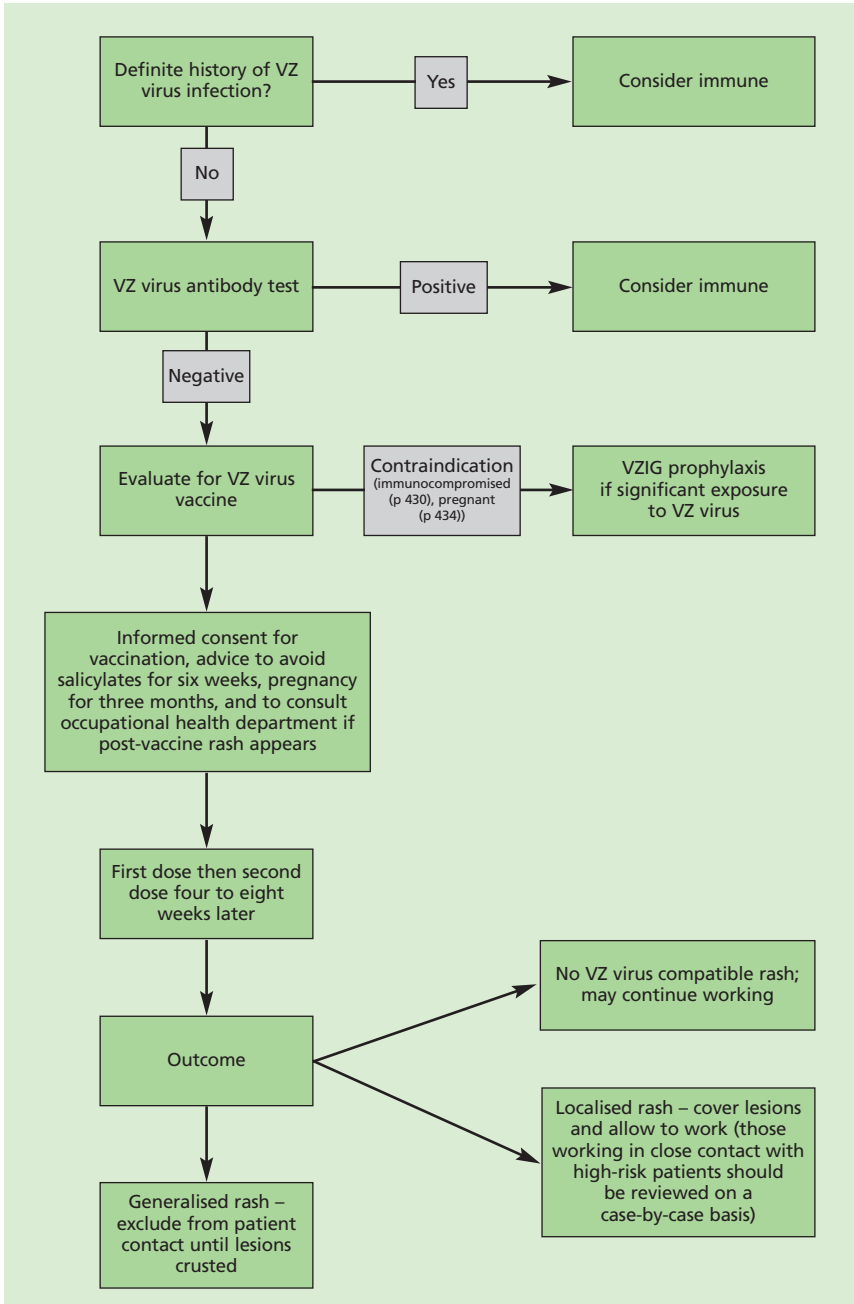 Definite history of VZ
virus infection?
Yes
Consider immune
No
VZ virus antibody test
Positive
Consider immune
Negative
Evaluate for VZ virus
vaccine
Contraindication
(immunocompromised
(p 430), pregnant
(p 434))
VZIG prophylaxis
if significant exposure
to VZ virus
Informed consent for
vaccination, advice to avoid
salicylates for six weeks, pregnancy
for three months, and to consult
occupational health department if
post-vaccine rash appears
First dose then second
dose four to eight
weeks later
Outcome
No VZ virus compatible rash;
may continue working
Localised rash – cover lesions
and allow to work (those
working in close contact with
high-risk patients should
be reviewed on a
case-by-case basis)
Generalised rash –
exclude from patient
contact until lesions
crusted